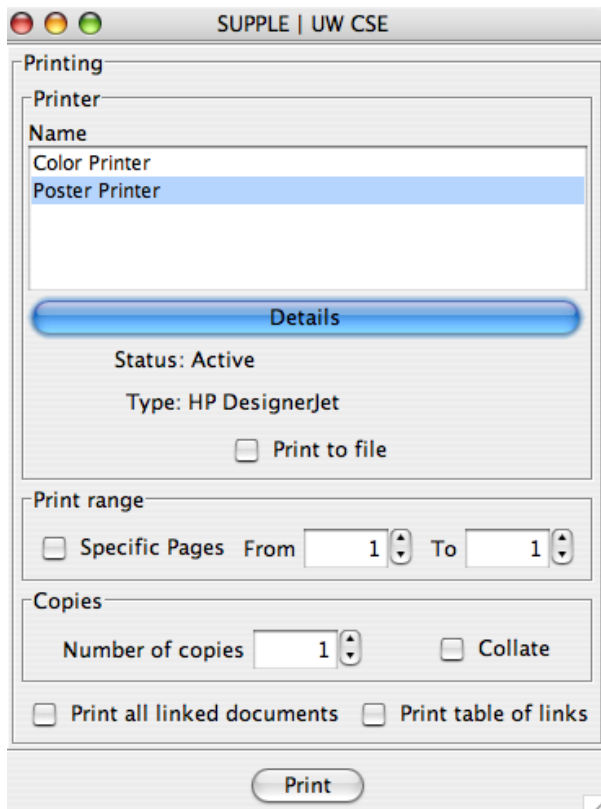 SUPPLE | UW CSE
Printing
Printer
Name
Color Printer
Poster Printer
Details
Status: Active
Type: HP DesignerJet
Print to file
Print range
Specific Pages From 1 To 1
Copies
Number of copies 1 Collate
Print all linked documents Print table of links
Print